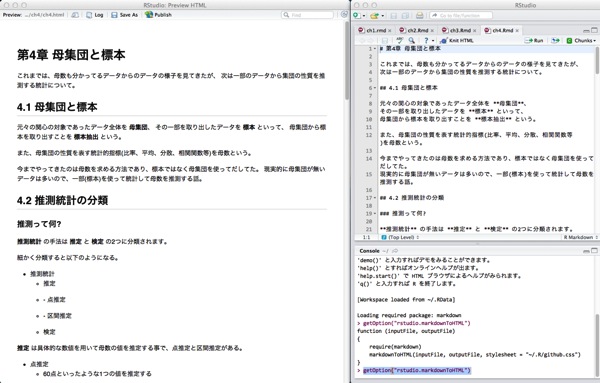 RStudio: Preview HTML
Preview: .../ch4/ch4.html
Log
Save As
Publish
Find
第4章 母集団と標本
これまでは、母数も分かってるデータからのデータの様子を見てきたが、 次は一部のデータから集団の性質を推
測する統計について。
4.1 母集団と標本
元々の関心の対象であったデータ全体を 母集団、 その一部を取り出したデータを 標本 といって、 母集団から標
本を取り出すことを 標本抽出 という。
また、母集団の性質を表す統計的指標(比率、平均、分散、相関関数等)を母数という。
今までやってきたのは母数を求める方法であり、標本ではなく母集団を使ってだしてた。 現実的に母集団が無い
データは多いので、一部(標本)を使って統計して母数を推測する話。
4.2 推測統計の分類
推測って何?
推測統計 の手法は 推定 と 検定 の2つに分類されます。
細かく分類すると以下のようになる。
推測統計
推定
- 点推定
- 区間推定
検定
推定 は具体的な数値を用いて母数の値を推定する事で、点推定と区間推定がある。
点推定
60点といったような1つの値を推定する
RStudio
Go to file/function
ch1.rmd
ch2.Rmd
ch3.Rmd
ch4.Rmd
Knit HTML
Run
Chunks
1 # 第4章 母集団と標本
2
3 これまでは、母数も分かってるデータからのデータの様子を見てきたが、
4 次は一部のデータから集団の性質を推測する統計について。
5
6 ## 4.1 母集団と標本
7
8 元々の関心の対象であったデータ全体を **母集団**、
9 その一部を取り出したデータを **標本** といって、
10 母集団から標本を取り出すことを **標本抽出** という。
11
12 また、母集団の性質を表す統計的指標(比率、平均、分散、相関関数等
)を母数という。
13
14 今までやってきたのは母数を求める方法であり、標本ではなく母集団を使って
だしてた。
15 現実的に母集団が無いデータは多いので、一部(標本)を使って統計して母数を
推測する話。
16
17 ## 4.2 推測統計の分類
18
19 ### 推測って何?
20
21 **推測統計** の手法は **推定** と **検定** の2つに分類されます。
1:1
(Top Level)
R Markdown
Console ~/
'demo()' と入力すればデモをみることができます。
'help()' とすればオンラインヘルプが出ます。
'help.start()' で HTML ブラウザによるヘルプがみられます。
'q()' と入力すれば R を終了します。
[Workspace loaded from ~/.RData]
Loading required package: markdown
> getOption("rstudio.markdownToHTML")
function (inputFile, outputFile)
{
require(markdown)
markdownToHTML(inputFile, outputFile, stylesheet = "~/.R/github.css")
}
> getOption("rstudio.markdownToHTML")